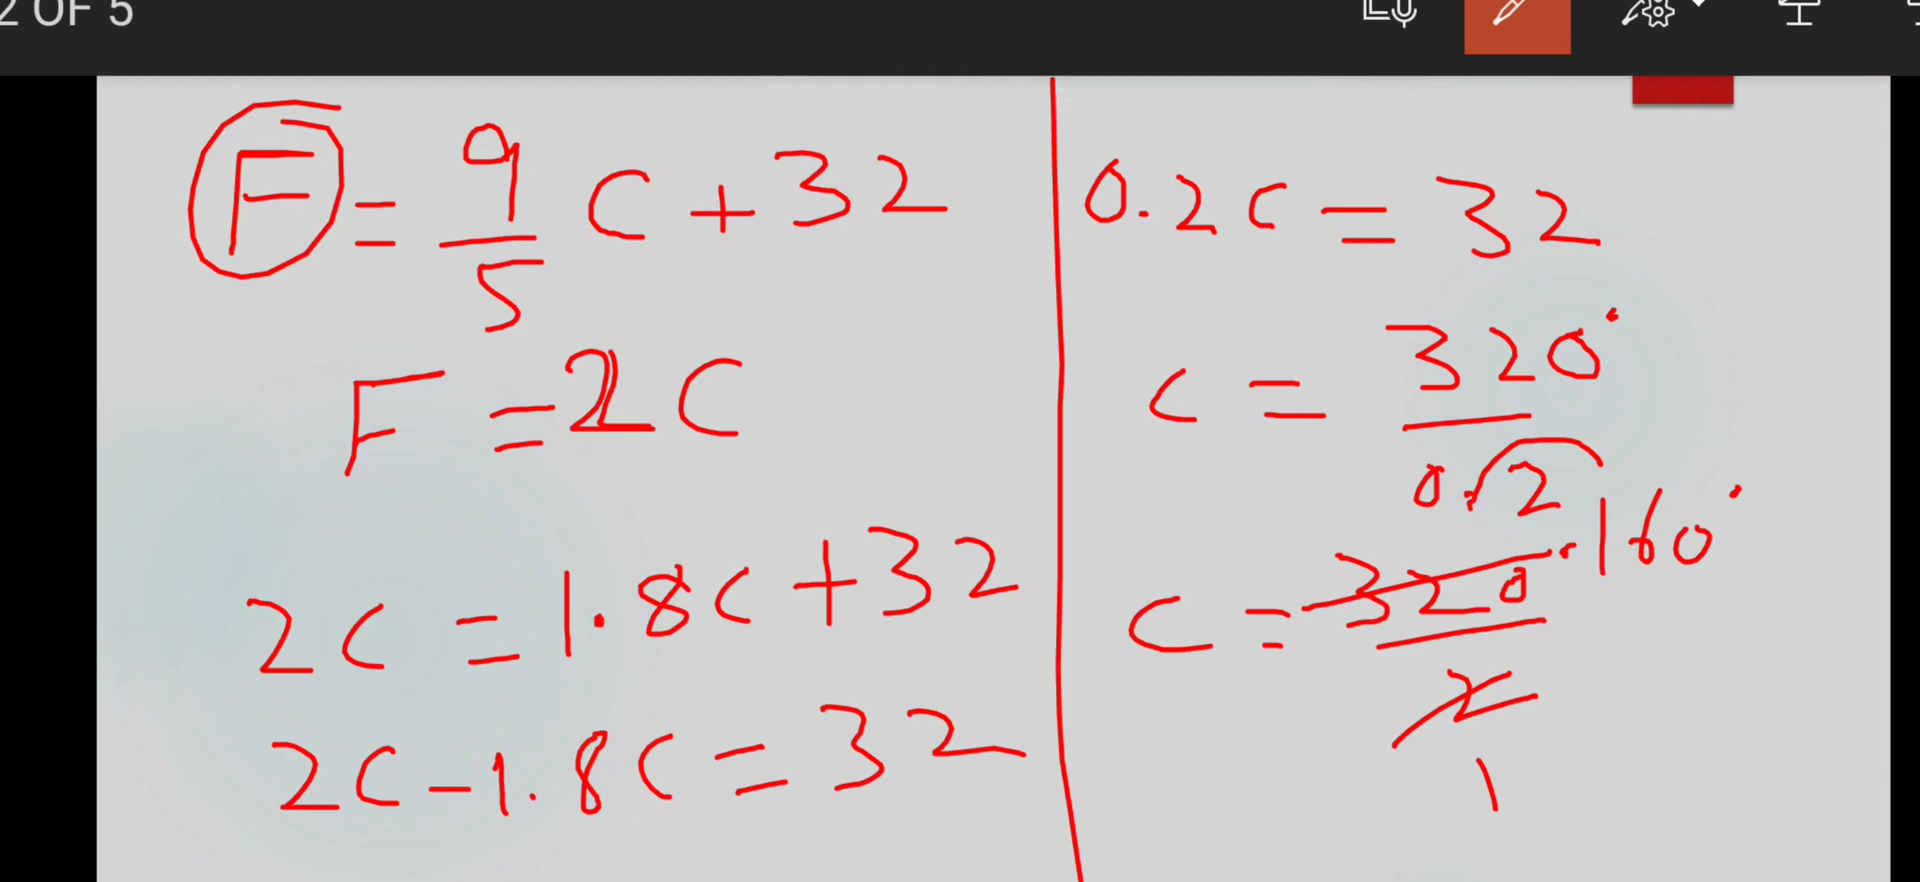 2 OF 5
F = 9/5 C + 32
F = 2C
2C = 1.8C + 32
2C - 1.8C = 32
0.2C = 32
C = 320° / 0.2
C = 320 / 2 160°
1